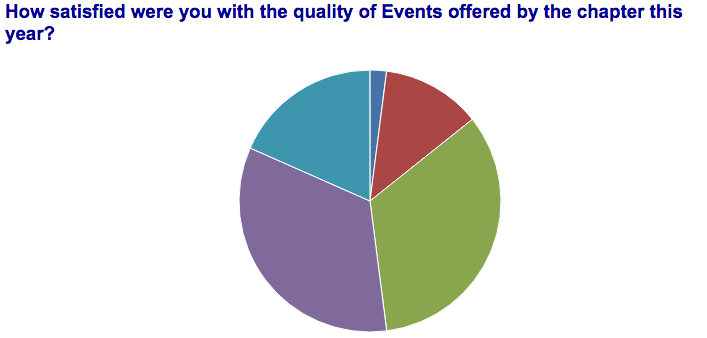 How satisfied were you with the quality of Events offered by the chapter this
year?